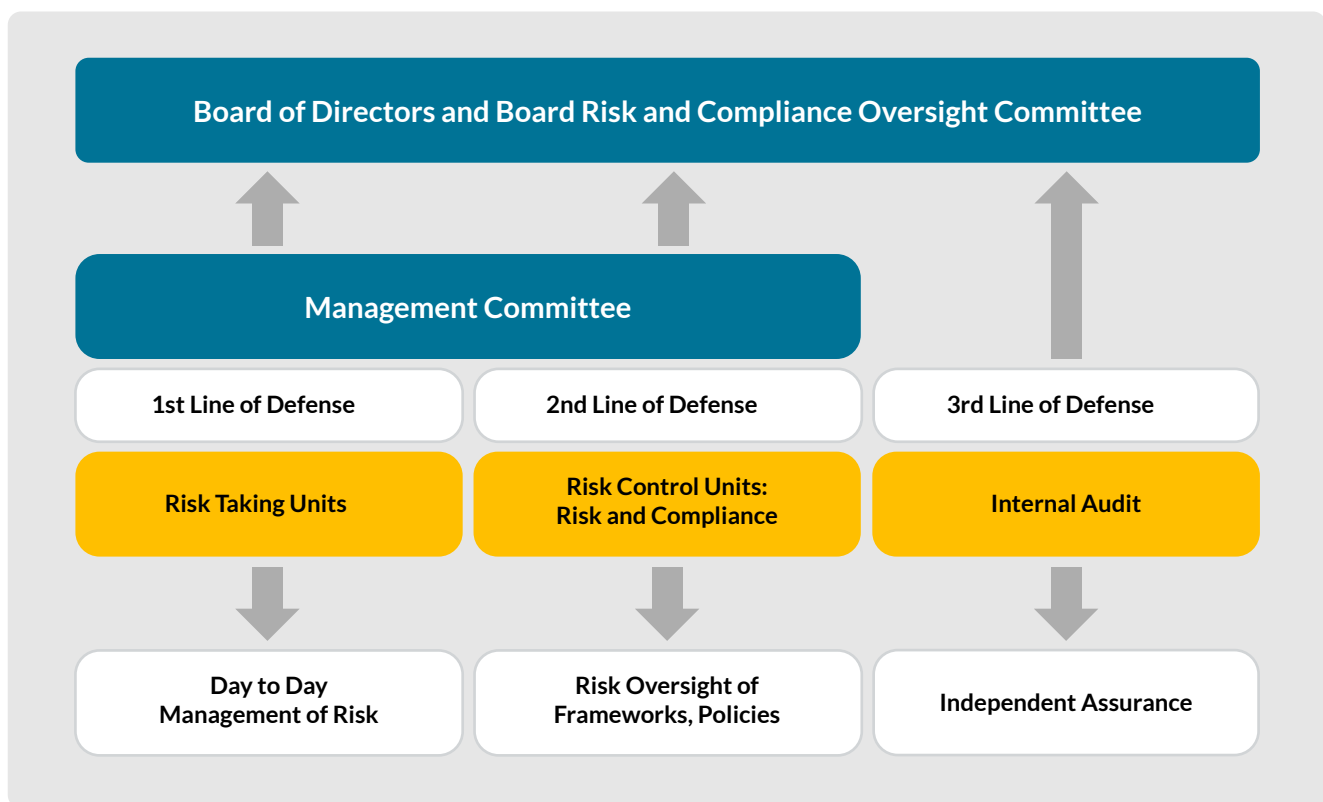 Board of Directors and Board Risk and Compliance Oversight Committee
Management Committee
1st Line of Defense
2nd Line of Defense
3rd Line of Defense
Risk Taking Units
Risk Control Units:
Risk and Compliance
Internal Audit
Day to Day
Management of Risk
Risk Oversight of
Frameworks, Policies
Independent Assurance